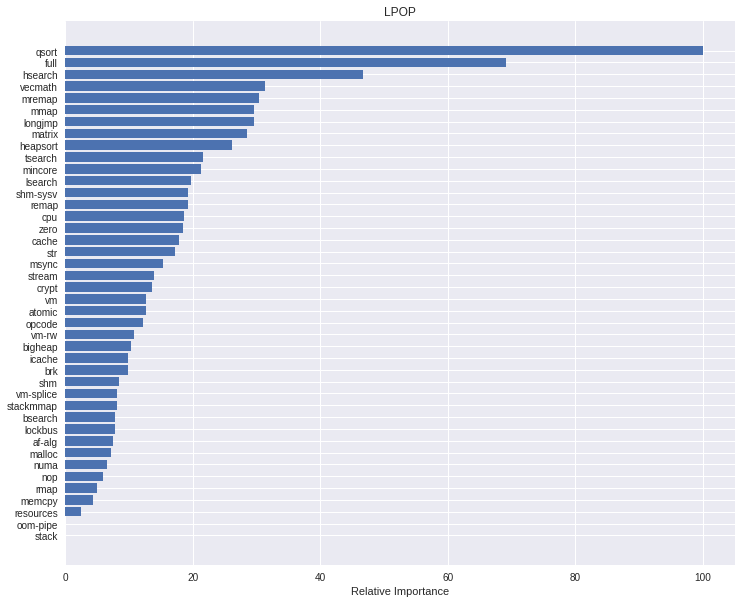 LPOP
qsort
full
hsearch
vecmath
mremap
mmap
longjmp
matrix
heapsort
tsearch
mincore
lsearch
shm-sysv
remap
cpu
zero
cache
str
msync
stream
crypt
vm
atomic
opcode
vm-rw
bigheap
icache
brk
shm
vm-splice
stackmmap
bsearch
lockbus
af-alg
malloc
numa
nop
rmap
memcpy
resources
oom-pipe
stack
0 20 40 60 80 100
Relative Importance